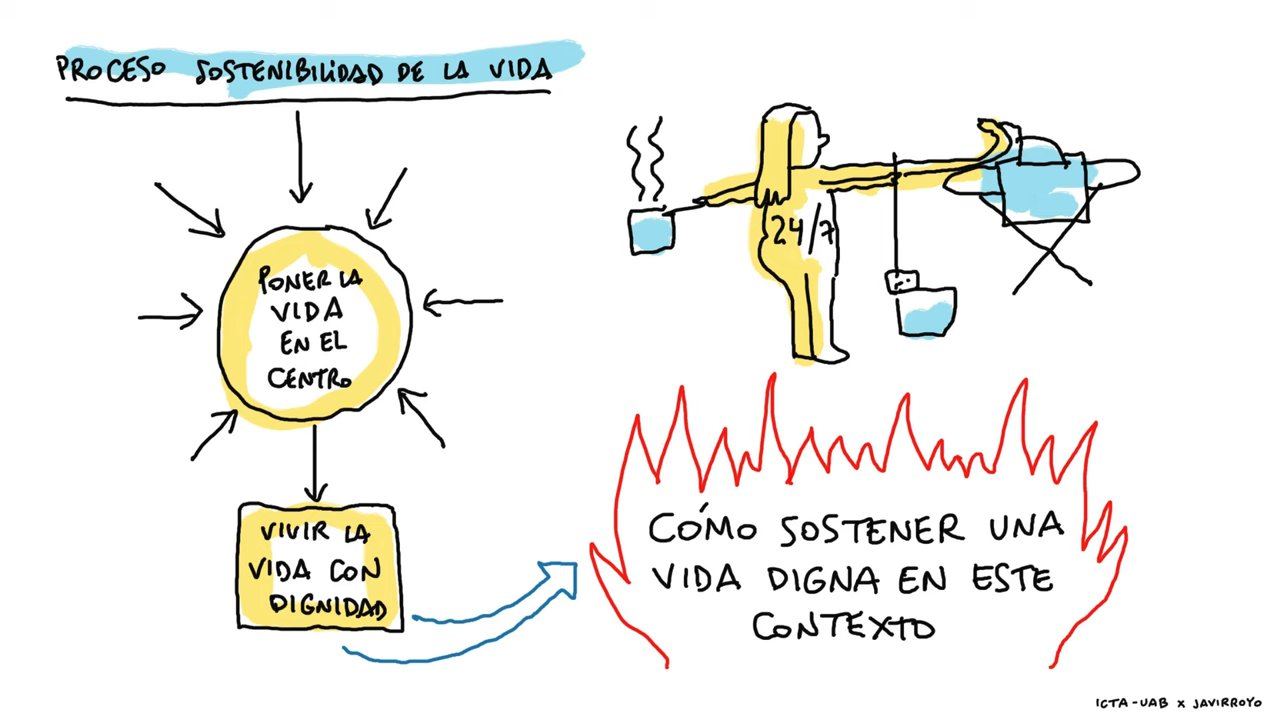 PROCESO SOSTENIBILIDAD DE LA VIDA
PONER LA
VIDA
EN EL
CENTRO
VIVIR LA
VIDA CON
DIGNIDAD
24/7
CÓMO SOSTENER UNA
VIDA DIGNA EN ESTE
CONTEXTO
ICTA-UAB x JAVIRROYO